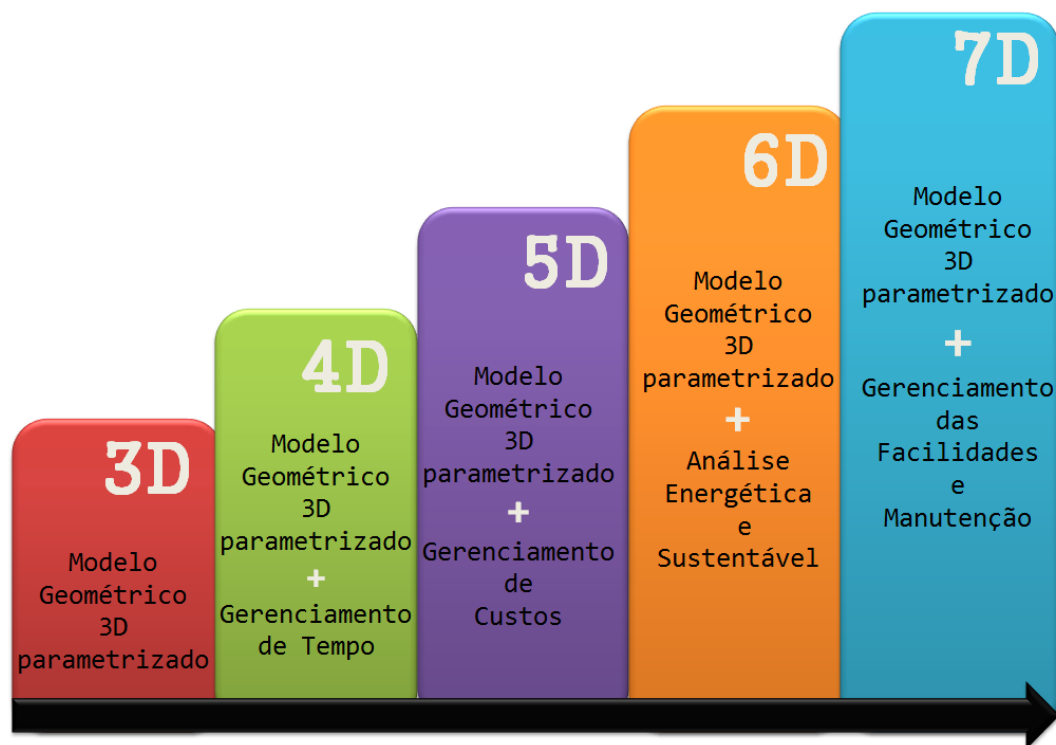 3D
Modelo
Geométrico
3D
parametrizado
4D
Modelo
Geométrico
3D
parametrizado
+
Gerenciamento
de Tempo
5D
Modelo
Geométrico
3D
parametrizado
+
Gerenciamento
de
Custos
6D
Modelo
Geométrico
3D
parametrizado
+
Análise
Energética
e
Sustentável
7D
Modelo
Geométrico
3D
parametrizado
+
Gerenciamento
das
Facilidades
e
Manutenção